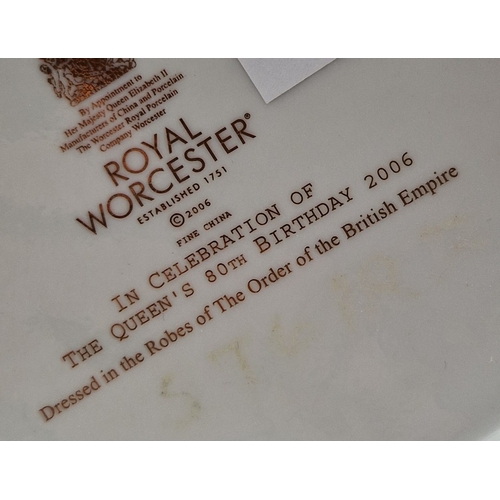 By Appointment to
Her Majesty Queen Elizabeth II
Manufacturers of China and Porcelain
The Worcester Royal Porcelain
Company Worcester
ROYAL
WORCESTER®
ESTABLISHED 1751
©2006
FINE CHINA
IN CELEBRATION OF
THE QUEEN'S 80TH BIRTHDAY 2006
Dressed in the Robes of The Order of the British Empire